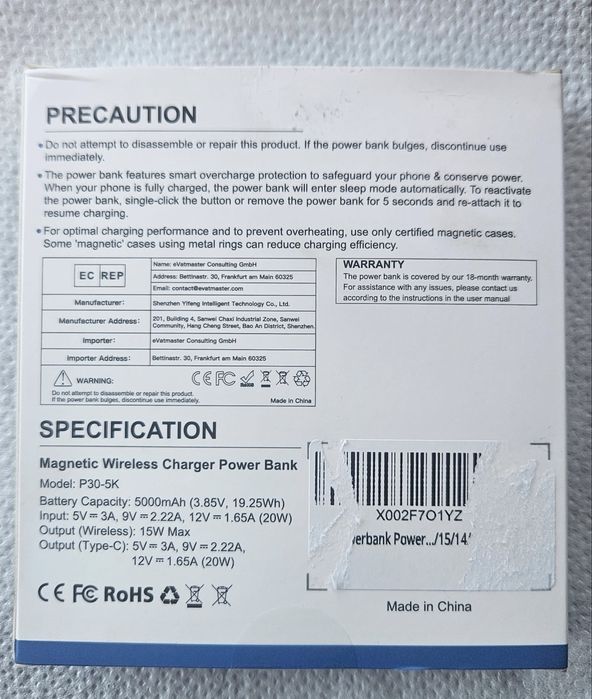 PRECAUTION
• Do not attempt to disassemble or repair this product. If the power bank bulges, discontinue use
immediately.
• The power bank features smart overcharge protection to safeguard your phone & conserve power.
When your phone is fully charged, the power bank will enter sleep mode automatically. To reactivate
the power bank, single-click the button or remove the power bank for 5 seconds and re-attach it to
resume charging.
• For optimal charging performance and to prevent overheating, use only certified magnetic cases.
Some 'magnetic' cases using metal rings can reduce charging efficiency.
EC REP
Name: eVatmaster Consulting GmbH
Address: Bettinastr. 30, Frankfurt am Main 60325
Email: contact@evatmaster.com
Manufacturer: Shenzhen Yifeng Intelligent Technology Co., Ltd.
Manufacturer Address: 201, Building 4, Sanwei Chaxi Industrial Zone, Sanwei
Community, Hang Cheng Street, Bao An District, Shenzhen.
Importer: eVatmaster Consulting GmbH
Importer Address: Bettinastr. 30, Frankfurt am Main 60325
WARNING:
CE FC RoHS
Do not attempt to disassemble or repair this product.
If the power bank bulges, discontinue use immediately.
Made in China
WARRANTY
The power bank is covered by our 18-month warranty.
For assistance with any issues, please contact us
according to the instructions in the user manual
SPECIFICATION
Magnetic Wireless Charger Power Bank
Model: P30-5K
Battery Capacity: 5000mAh (3.85V, 19.25Wh)
Input: 5V⎓3A, 9V⎓2.22A, 12V⎓1.65A (20W)
Output (Wireless): 15W Max
Output (Type-C): 5V⎓3A, 9V⎓2.22A,
12V⎓1.65A (20W)
CE FC RoHS
X002F7O1YZ
erbank Power.../15/14
Made in China